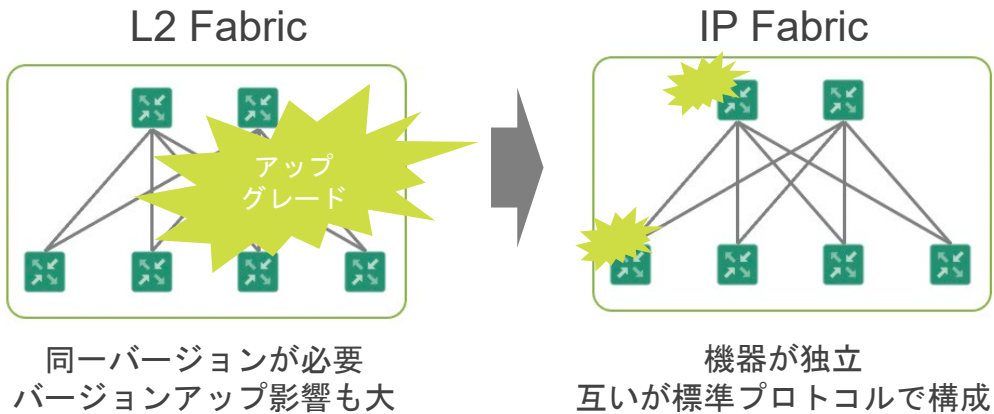 L2 Fabric
アップ
グレード
同一バージョンが必要
バージョンアップ影響も大
IP Fabric
機器が独立
互いが標準プロトコルで構成